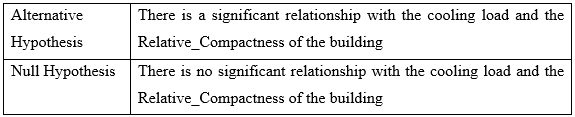 Alternative Hypothesis
There is a significant relationship with the cooling load and the
Relative_Compactness of the building
Null Hypothesis
There is no significant relationship with the cooling load and the
Relative_Compactness of the building